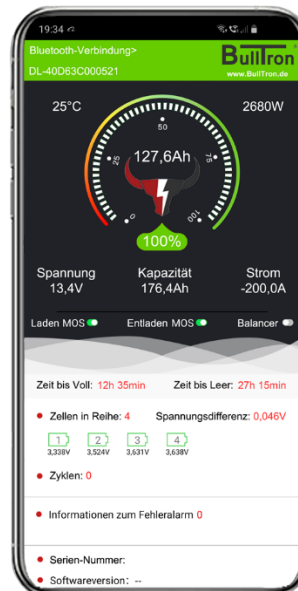 19:34
Bluetooth-Verbindung>
DL-40D63C000521
BullTron
www.BullTron.de
25°C
2680W
0
25
50
75
100
127,6Ah
100%
Spannung Kapazität Strom
13,4V 176,4Ah -200,0A
Laden MOS Entladen MOS Balancer
Zeit bis Voll: 12h 35min Zeit bis Leer: 27h 15min
Zellen in Reihe: 4 Spannungsdifferenz: 0,046V
1 2 3 4
3,338V 3,524V 3,631V 3,638V
Zyklen: 0
Informationen zum Fehleralarm 0
Serien-Nummer:
Softwareversion: --